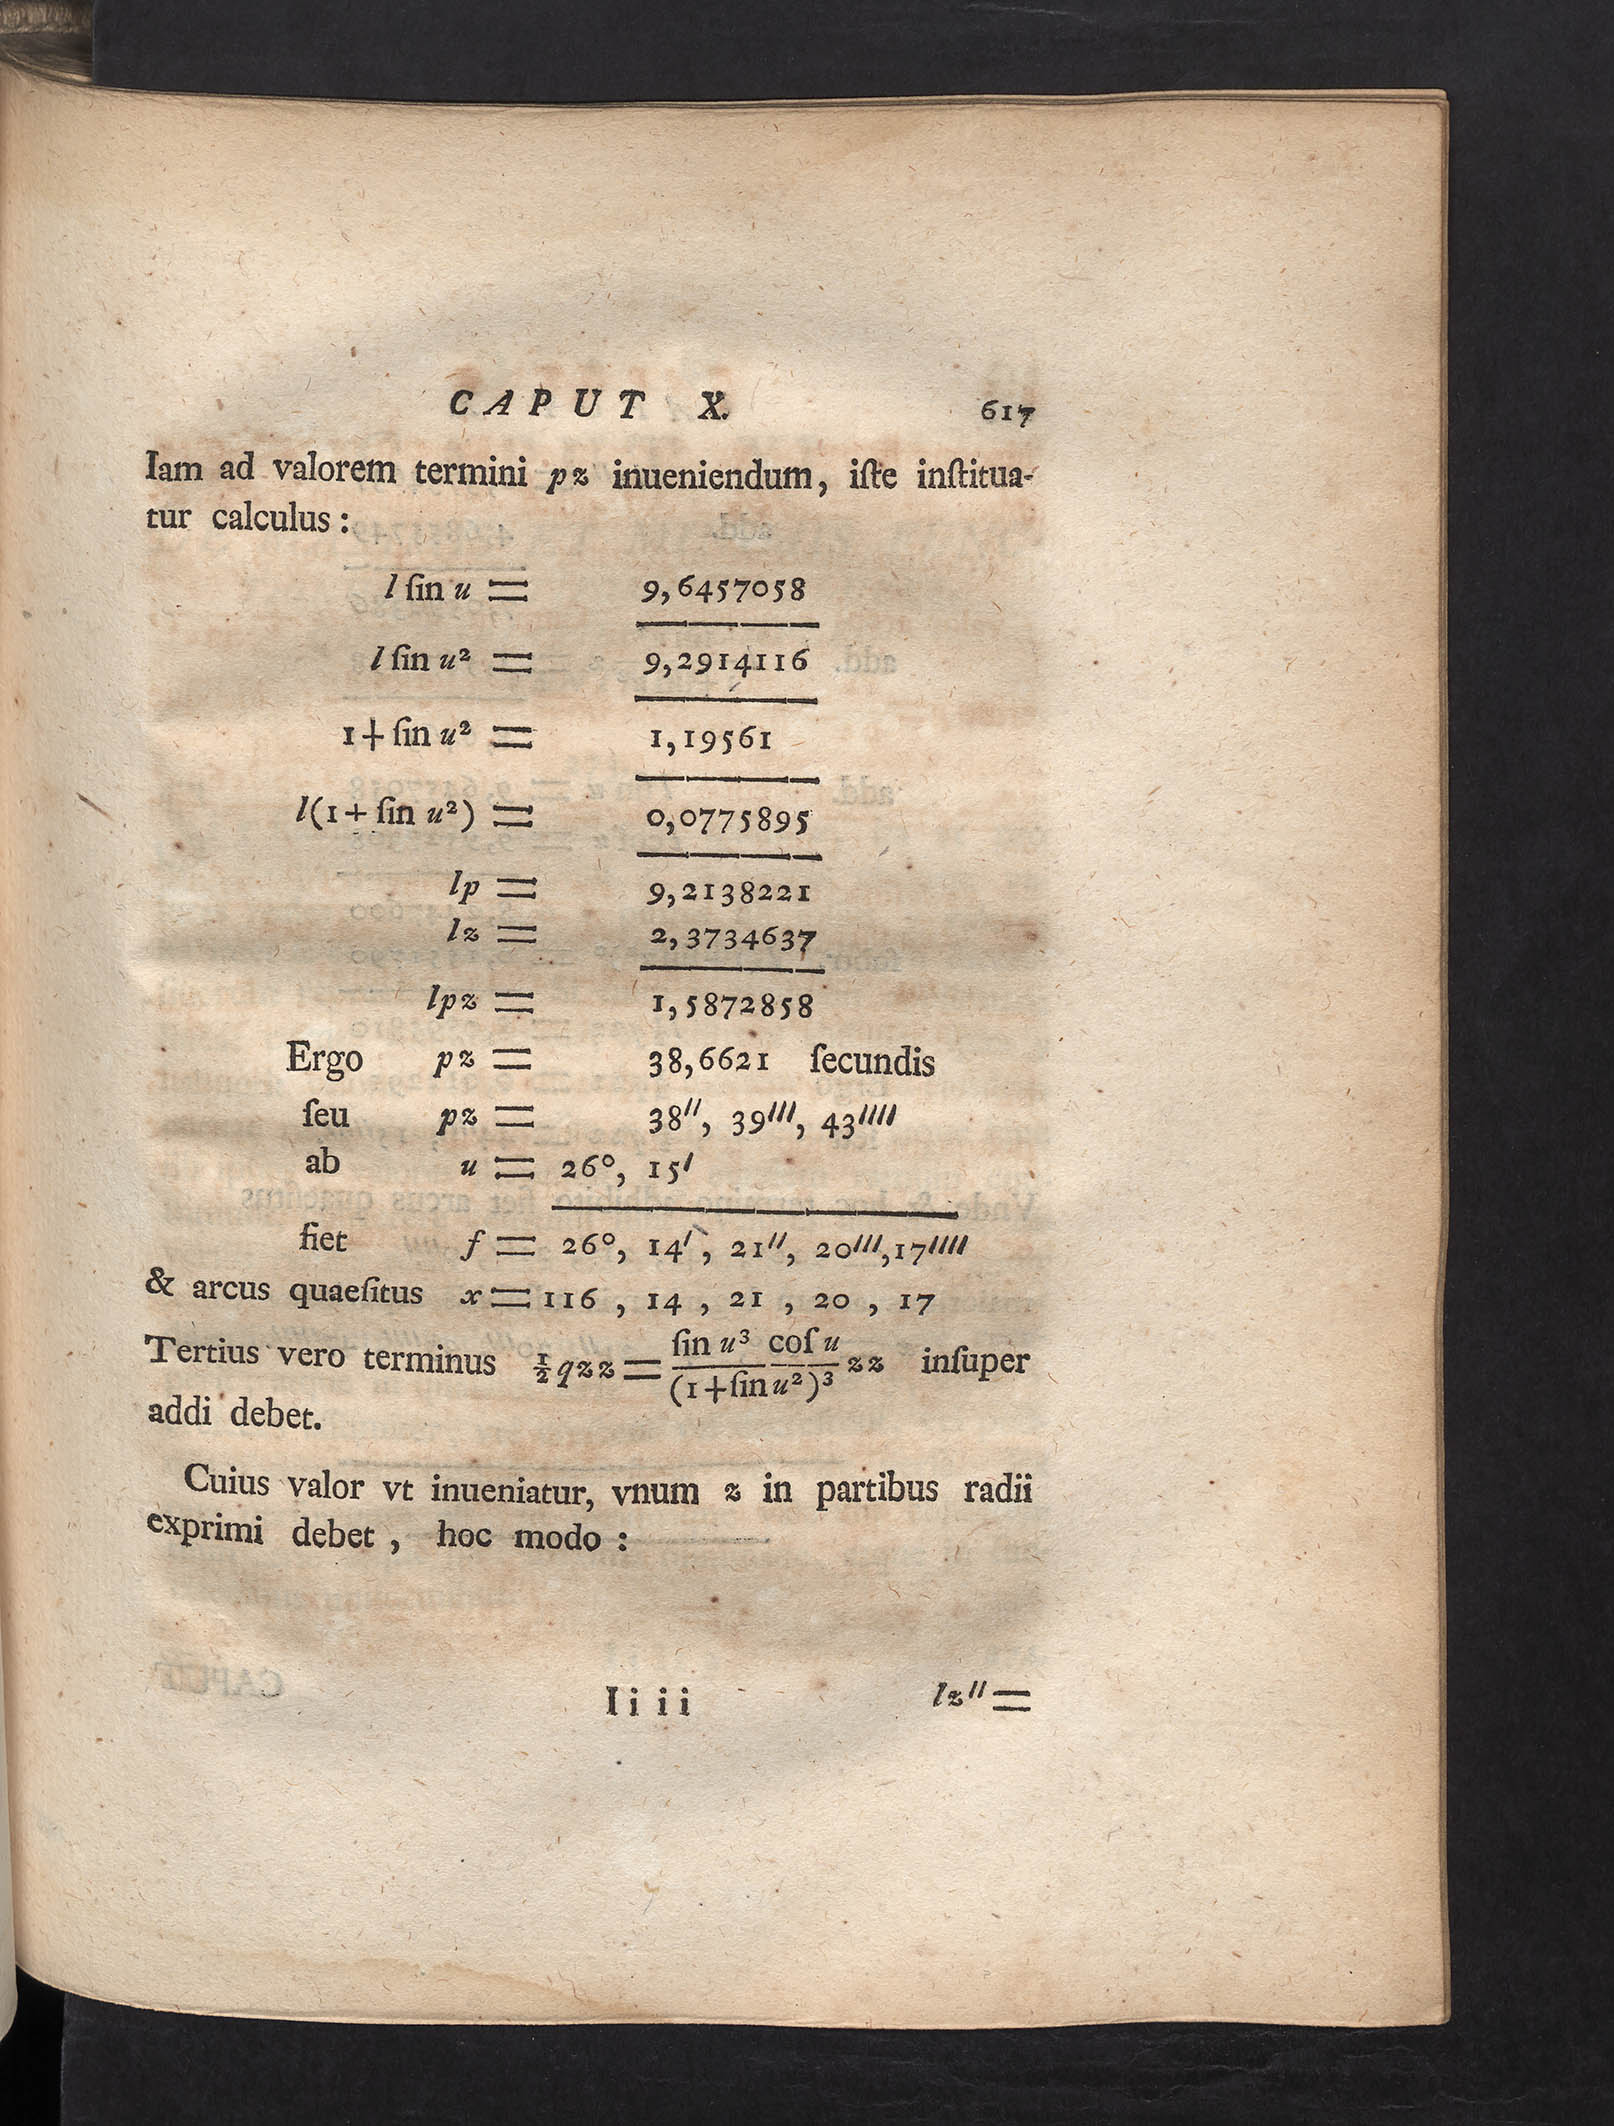 CAPUT X. 617
Iam ad valorem termini pz inueniendum, iſte inſtitua-
tur calculus :
l ſin u = 9,6457058
l ſin u² = 9,2914116
1+ſin u² = 1,19561
l(1+ſin u²) = 0,0775895
lp = 9,2138221
lz = 2,3734637
lpz = 1,5872858
Ergo pz = 38,6621 ſecundis
ſeu pz = 38′′, 39′′′, 43′′′′
ab u = 26°, 15′
fiet f = 26°, 14′, 21′′, 20′′′,17′′′′
& arcus quaeſitus x=116 , 14 , 21 , 20 , 17
Tertius vero terminus ½qzz = ſin u³ coſ u / (1+ſin u²)³ zz inſuper
addi debet.
Cuius valor vt inueniatur, vnum z in partibus radii
exprimi debet , hoc modo :
Iiii lz′′=